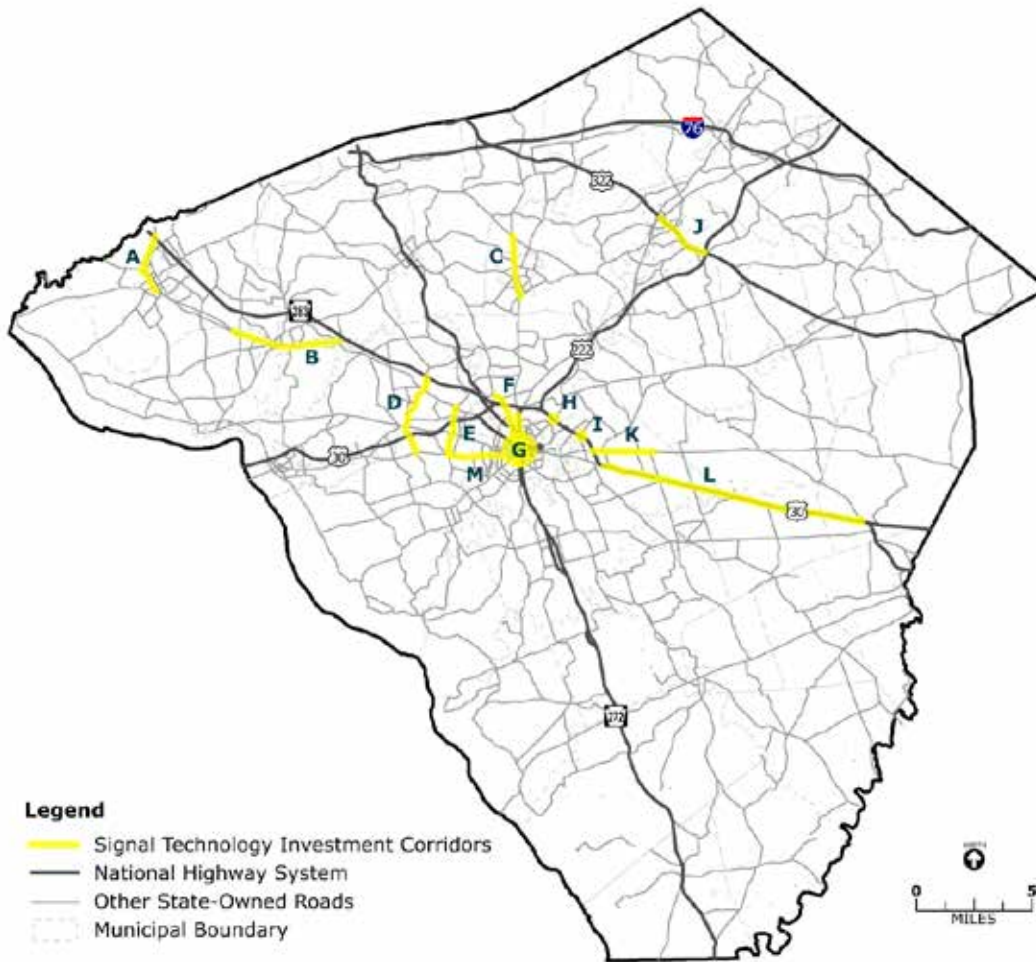 76
322
J
A
C
283
222
B
F
D
H
E
I
K
G
30
M
L
30
272
Legend
Signal Technology Investment Corridors
National Highway System
Other State-Owned Roads
Municipal Boundary
0 5
MILES